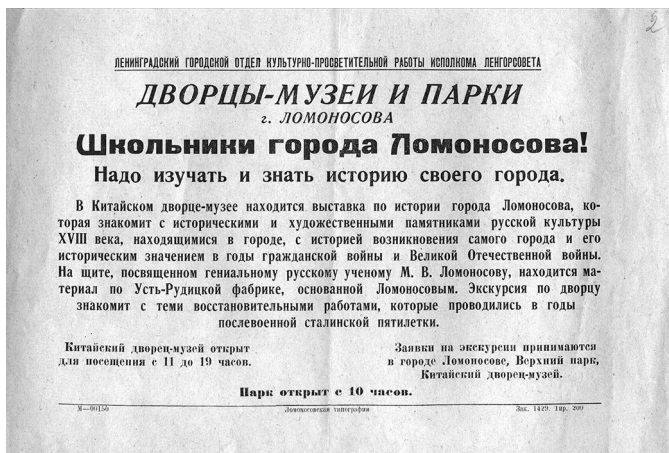 2
ЛЕНИНГРАДСКИЙ ГОРОДСКОЙ ОТДЕЛ КУЛЬТУРНО-ПРОСВЕТИТЕЛЬНОЙ РАБОТЫ ИСПОЛКОМА ЛЕНГОРСОВЕТА
ДВОРЦЫ-МУЗЕИ И ПАРКИ
г. ЛОМОНОСОВА
Школьники города Ломоносова!
Надо изучать и знать историю своего города.
В Китайском дворце-музее находится выставка по истории города Ломоносова, ко-
торая знакомит с историческими и художественными памятниками русской культуры
XVIII века, находящимися в городе, с историей возникновения самого города и его
историческим значением в годы гражданской войны и Великой Отечественной войны.
На щите, посвященном гениальному русскому ученому М. В. Ломоносову, находится ма-
териал по Усть-Рудицкой фабрике, основанной Ломоносовым. Экскурсия по дворцу
знакомит с теми восстановительными работами, которые проводились в годы
послевоенной сталинской пятилетки.
Китайский дворец-музей открыт
для посещения с 11 до 19 часов.
Заявки на экскурсии принимаются
в городе Ломоносове, Верхний парк,
Китайский дворец-музей.
Парк открыт с 10 часов.
М—00150 Ломоносовская типография Зак. 1429. Тир. 200